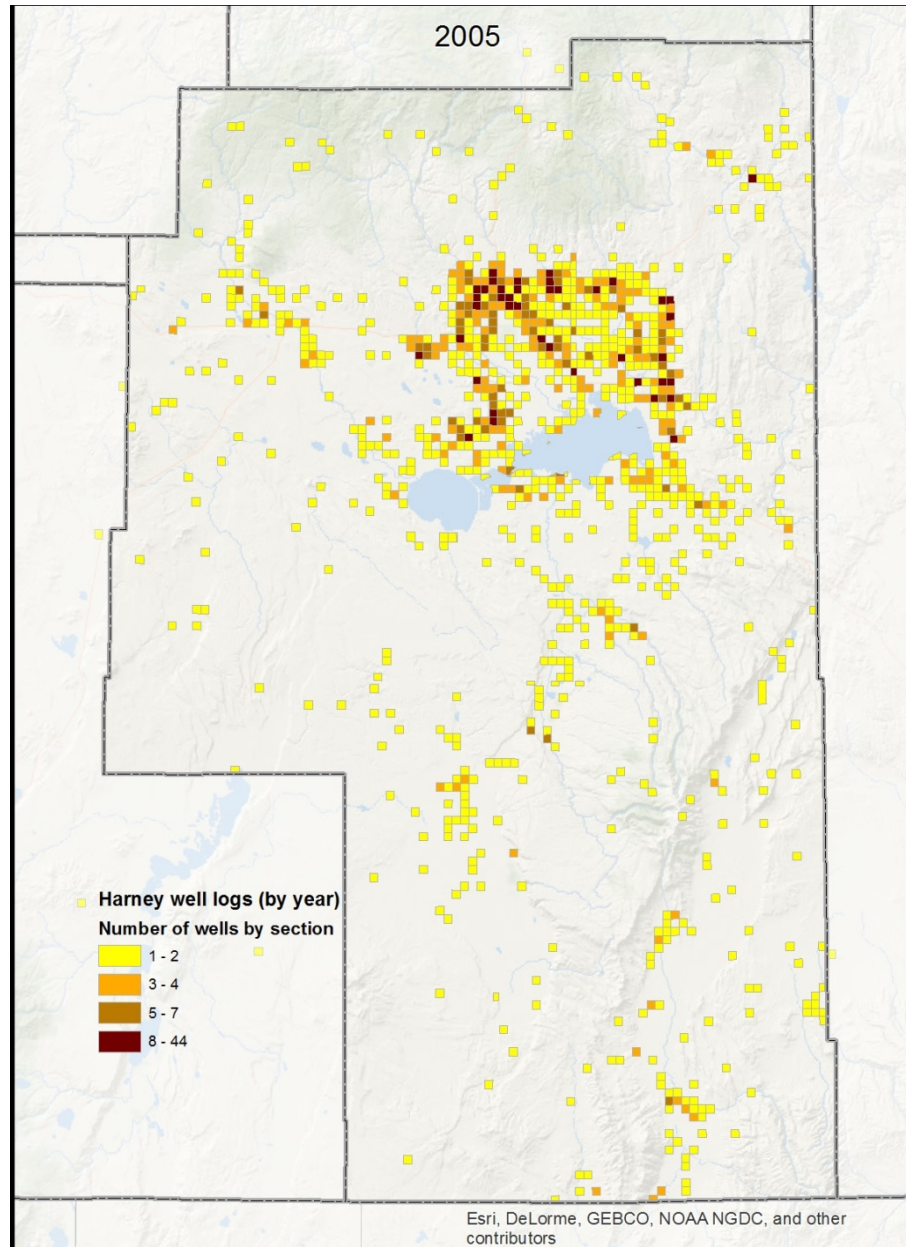 2005
Harney well logs (by year)
Number of wells by section
1 - 2
3 - 4
5 - 7
8 - 44
Esri, DeLorme, GEBCO, NOAA NGDC, and other
contributors